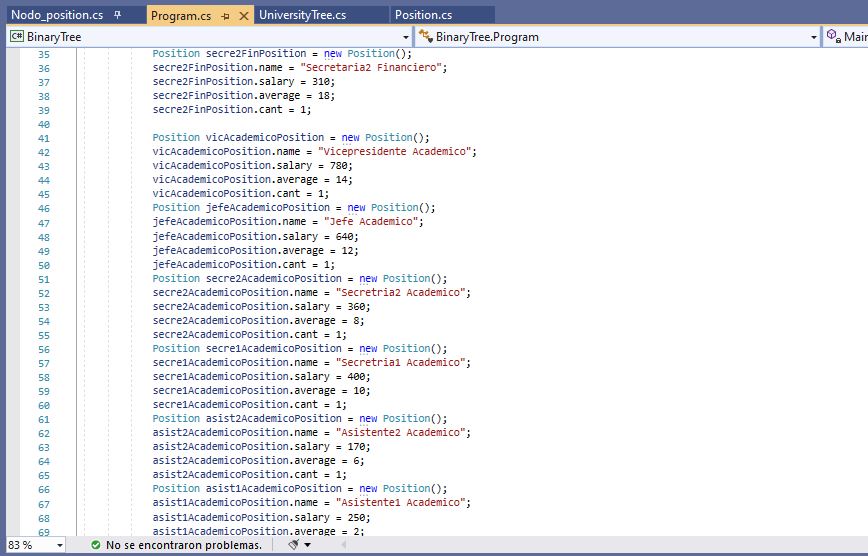 Nodo_position.cs Program.cs UniversityTree.cs Position.cs
C# BinaryTree BinaryTree.Program Main
35 Position secre2FinPosition = new Position();
36 secre2FinPosition.name = "Secretaria2 Financiero";
37 secre2FinPosition.salary = 310;
38 secre2FinPosition.average = 18;
39 secre2FinPosition.cant = 1;
40
41 Position vicAcademicoPosition = new Position();
42 vicAcademicoPosition.name = "Vicepresidente Academico";
43 vicAcademicoPosition.salary = 780;
44 vicAcademicoPosition.average = 14;
45 vicAcademicoPosition.cant = 1;
46 Position jefeAcademicoPosition = new Position();
47 jefeAcademicoPosition.name = "Jefe Academico";
48 jefeAcademicoPosition.salary = 640;
49 jefeAcademicoPosition.average = 12;
50 jefeAcademicoPosition.cant = 1;
51 Position secre2AcademicoPosition = new Position();
52 secre2AcademicoPosition.name = "Secretria2 Academico";
53 secre2AcademicoPosition.salary = 360;
54 secre2AcademicoPosition.average = 8;
55 secre2AcademicoPosition.cant = 1;
56 Position secre1AcademicoPosition = new Position();
57 secre1AcademicoPosition.name = "Secretria1 Academico";
58 secre1AcademicoPosition.salary = 400;
59 secre1AcademicoPosition.average = 10;
60 secre1AcademicoPosition.cant = 1;
61 Position asist2AcademicoPosition = new Position();
62 asist2AcademicoPosition.name = "Asistente2 Academico";
63 asist2AcademicoPosition.salary = 170;
64 asist2AcademicoPosition.average = 6;
65 asist2AcademicoPosition.cant = 1;
66 Position asist1AcademicoPosition = new Position();
67 asist1AcademicoPosition.name = "Asistente1 Academico";
68 asist1AcademicoPosition.salary = 250;
69 asist1AcademicoPosition.average = 2;
83 % No se encontraron problemas.